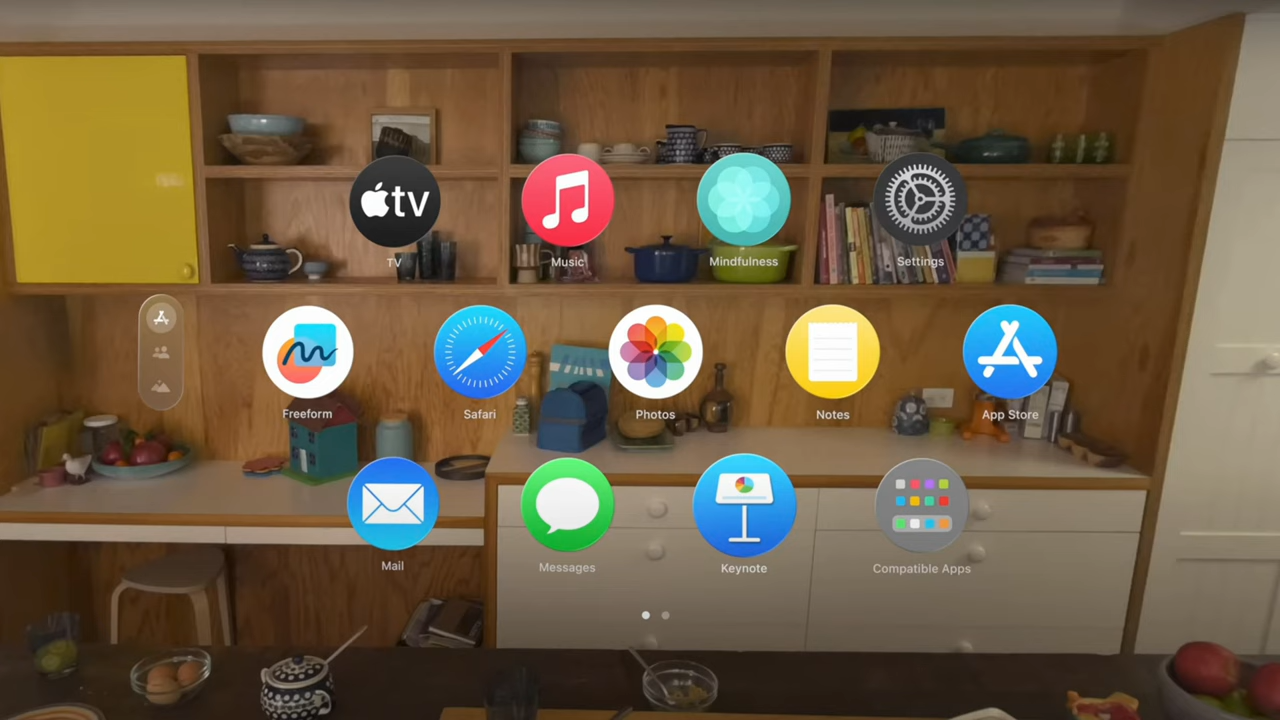 tv
TV
Music
Mindfulness
Settings
Freeform
Safari
Photos
Notes
App Store
Mail
Messages
Keynote
Compatible Apps